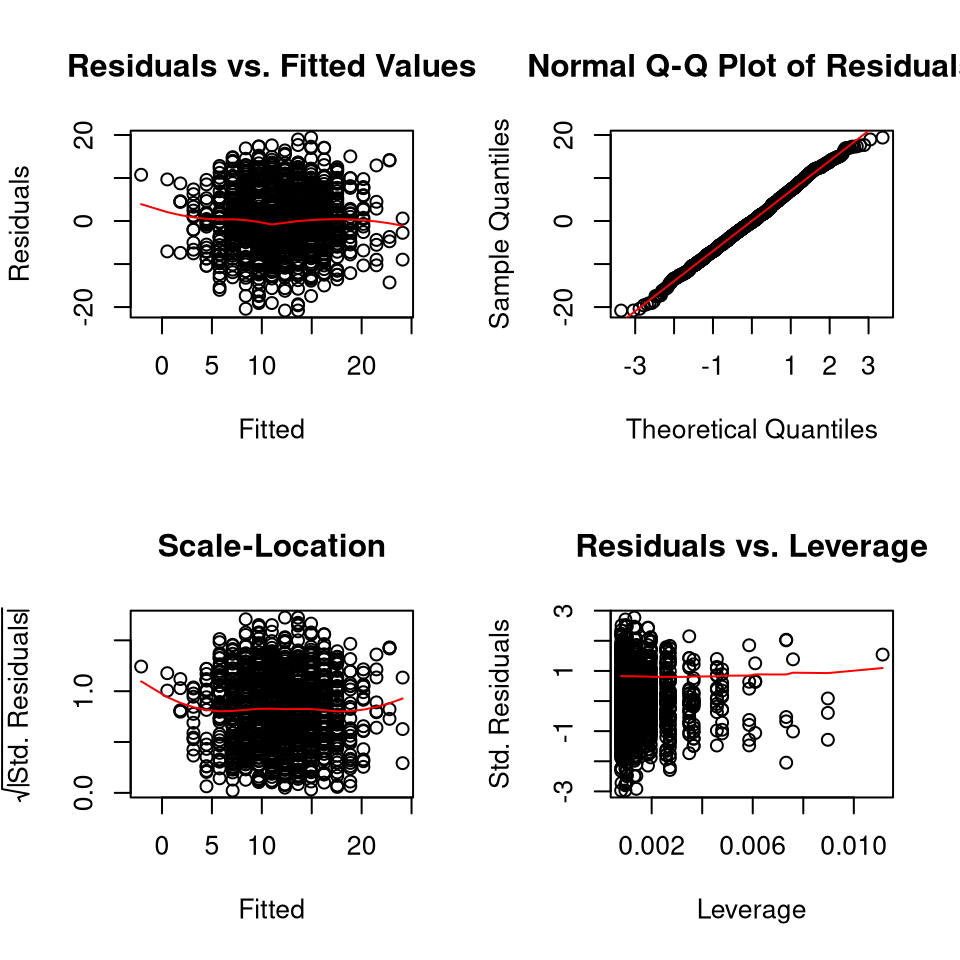 Residuals vs. Fitted Values
Residuals
20
0
-20
0 5 10 20
Fitted
Normal Q-Q Plot of Residuals
Sample Quantiles
20
0
-20
-3 -1 1 2 3
Theoretical Quantiles
Scale-Location
√|Std. Residuals|
1.0
0.0
0 5 10 20
Fitted
Residuals vs. Leverage
Std. Residuals
3
1
-1
-3
0.002 0.006 0.010
Leverage